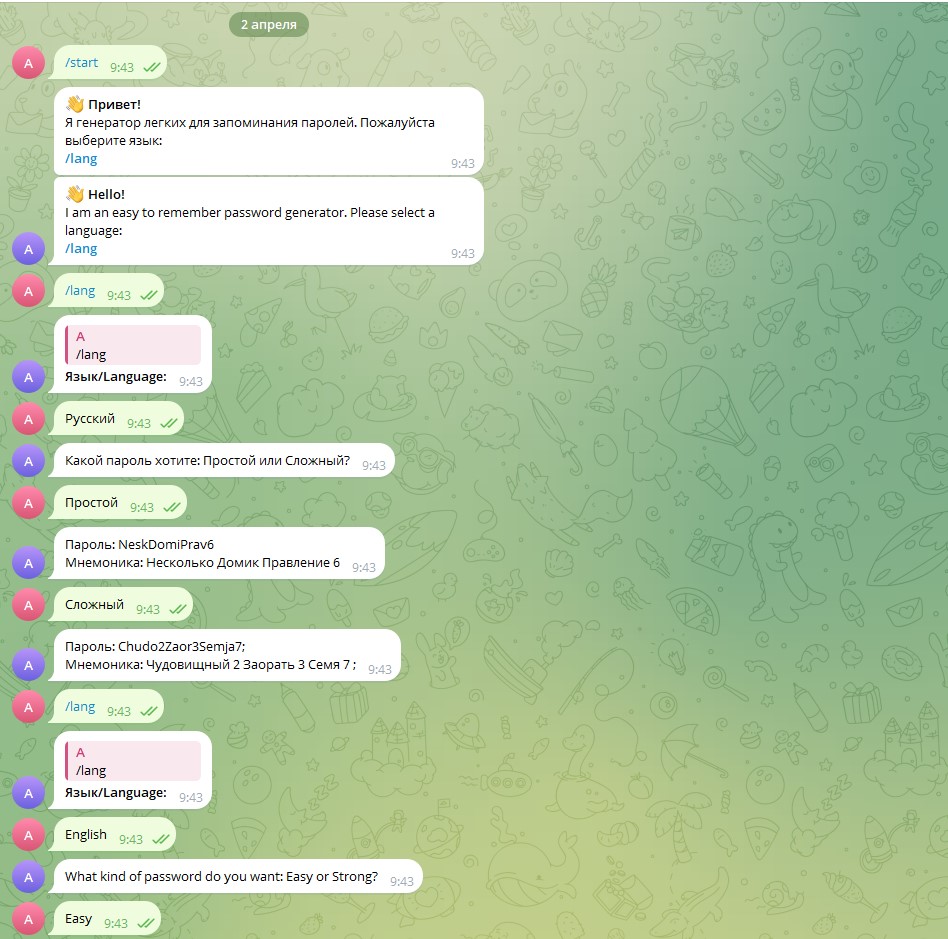 2 апреля
A
/start 9:43
👋 Привет!
Я генератор легких для запоминания паролей. Пожалуйста
выберите язык:
/lang
9:43
👋 Hello!
I am an easy to remember password generator. Please select a
language:
/lang
9:43
A
A
/lang 9:43
A
/lang
A
Язык/Language: 9:43
A
Русский 9:43
A
Какой пароль хотите: Простой или Сложный? 9:43
A
Простой 9:43
Пароль: NeskDomiPrav6
A
Мнемоника: Несколько Домик Правление 6 9:43
A
Сложный 9:43
Пароль: Chudo2Zaor3Semja7;
A
Мнемоника: Чудовищный 2 Заорать 3 Семя 7 ; 9:43
A
/lang 9:43
A
/lang
A
Язык/Language: 9:43
A
English 9:43
A
What kind of password do you want: Easy or Strong? 9:43
A
Easy 9:43